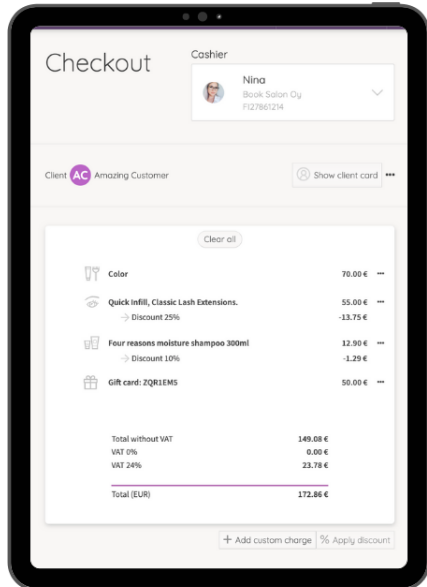 Checkout
Cashier
Nina
Book Salon Oy
FI27861214
Client AC Amazing Customer
Show client card
Clear all
Color 70.00 €
Quick Infill, Classic Lash Extensions. 55.00 €
Discount 25% -13.75 €
Four reasons moisture shampoo 300ml 12.90 €
Discount 10% -1.29 €
Gift card: ZQR1EMS 50.00 €
Total without VAT 149.08 €
VAT 0% 0.00 €
VAT 24% 23.78 €
Total (EUR) 172.86 €
+ Add custom charge % Apply discount